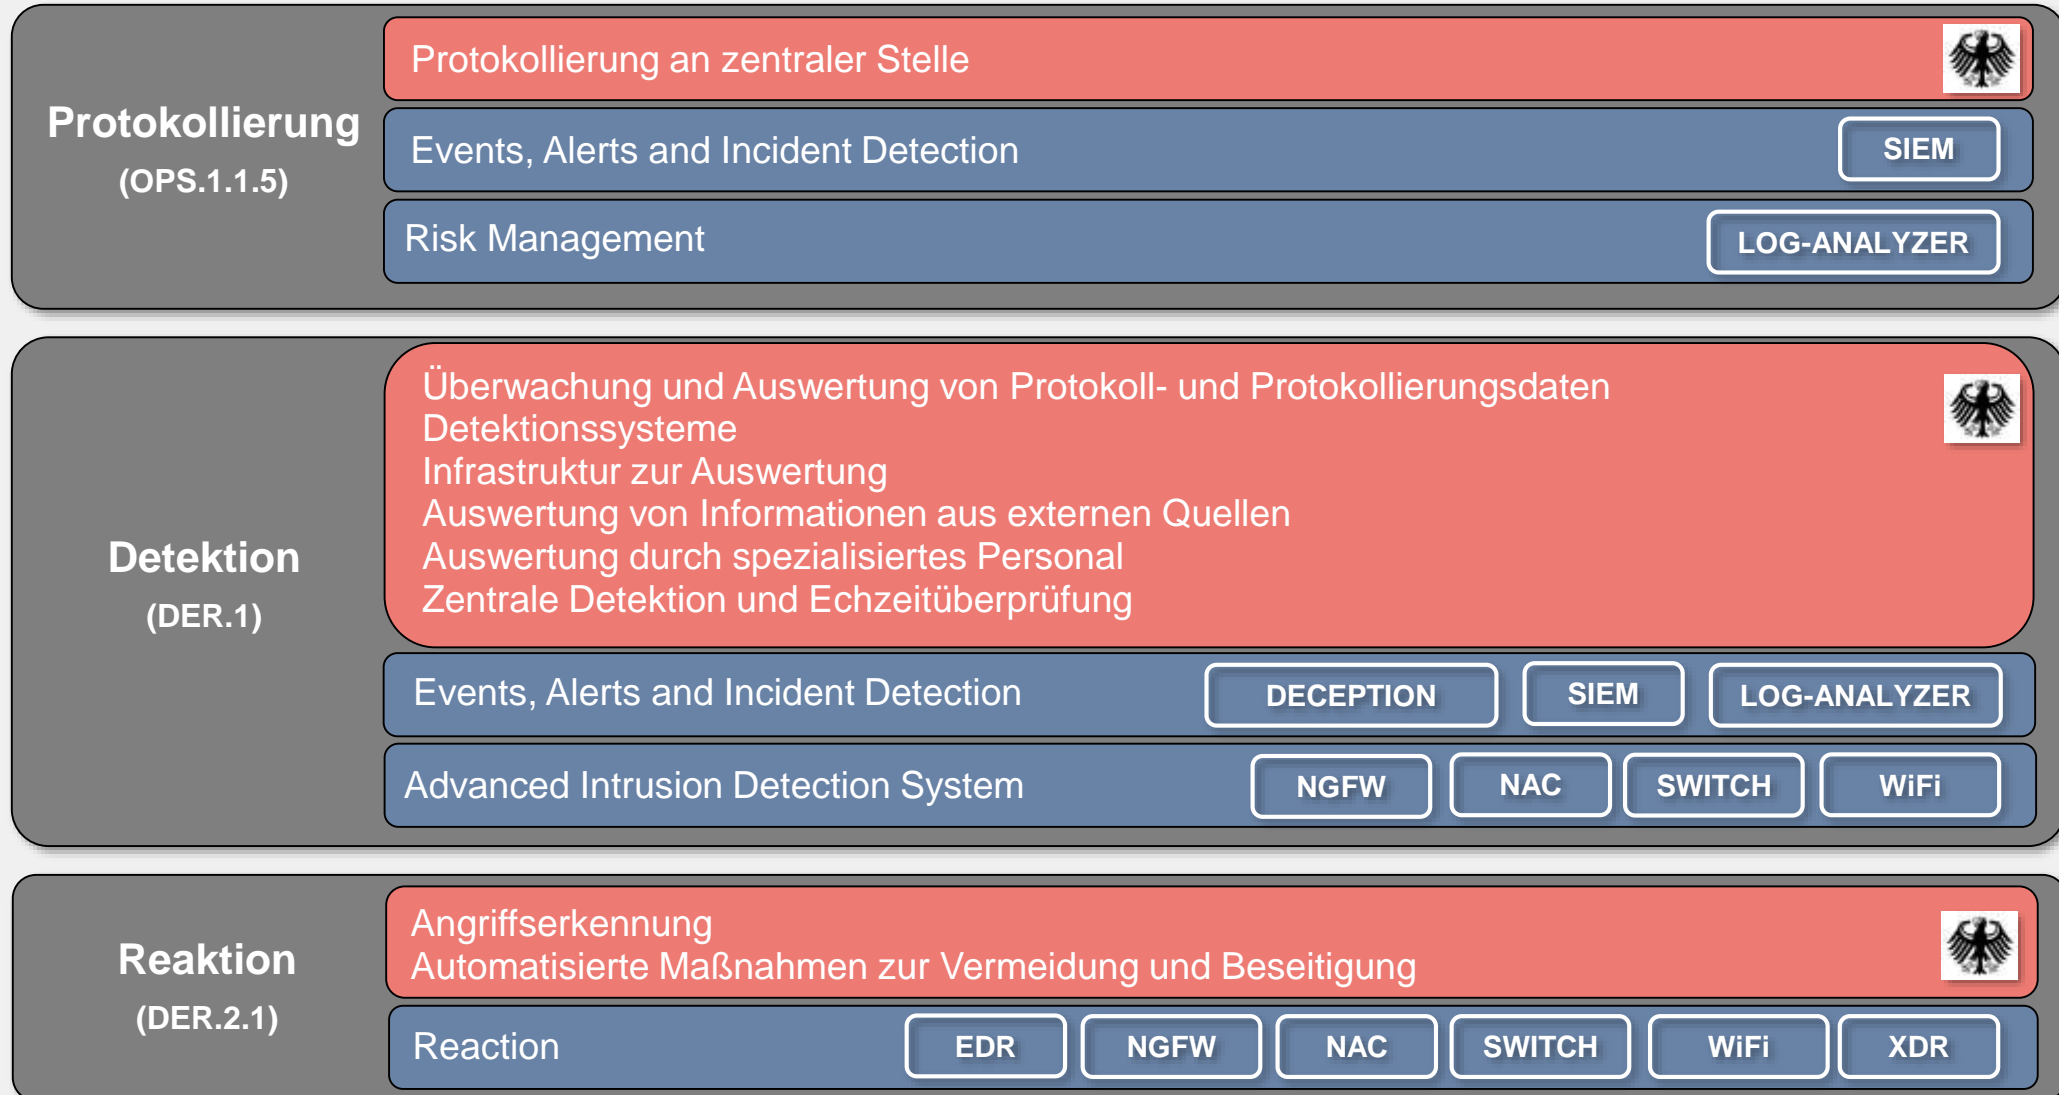 Protokollierung
(OPS.1.1.5)
Protokollierung an zentraler Stelle
Events, Alerts and Incident Detection
SIEM
Risk Management
LOG-ANALYZER
Detektion
(DER.1)
Überwachung und Auswertung von Protokoll- und Protokollierungsdaten
Detektionssysteme
Infrastruktur zur Auswertung
Auswertung von Informationen aus externen Quellen
Auswertung durch spezialisiertes Personal
Zentrale Detektion und Echzeitüberprüfung
Events, Alerts and Incident Detection
DECEPTION
SIEM
LOG-ANALYZER
Advanced Intrusion Detection System
NGFW
NAC
SWITCH
WiFi
Reaktion
(DER.2.1)
Angriffserkennung
Automatisierte Maßnahmen zur Vermeidung und Beseitigung
Reaction
EDR
NGFW
NAC
SWITCH
WiFi
XDR